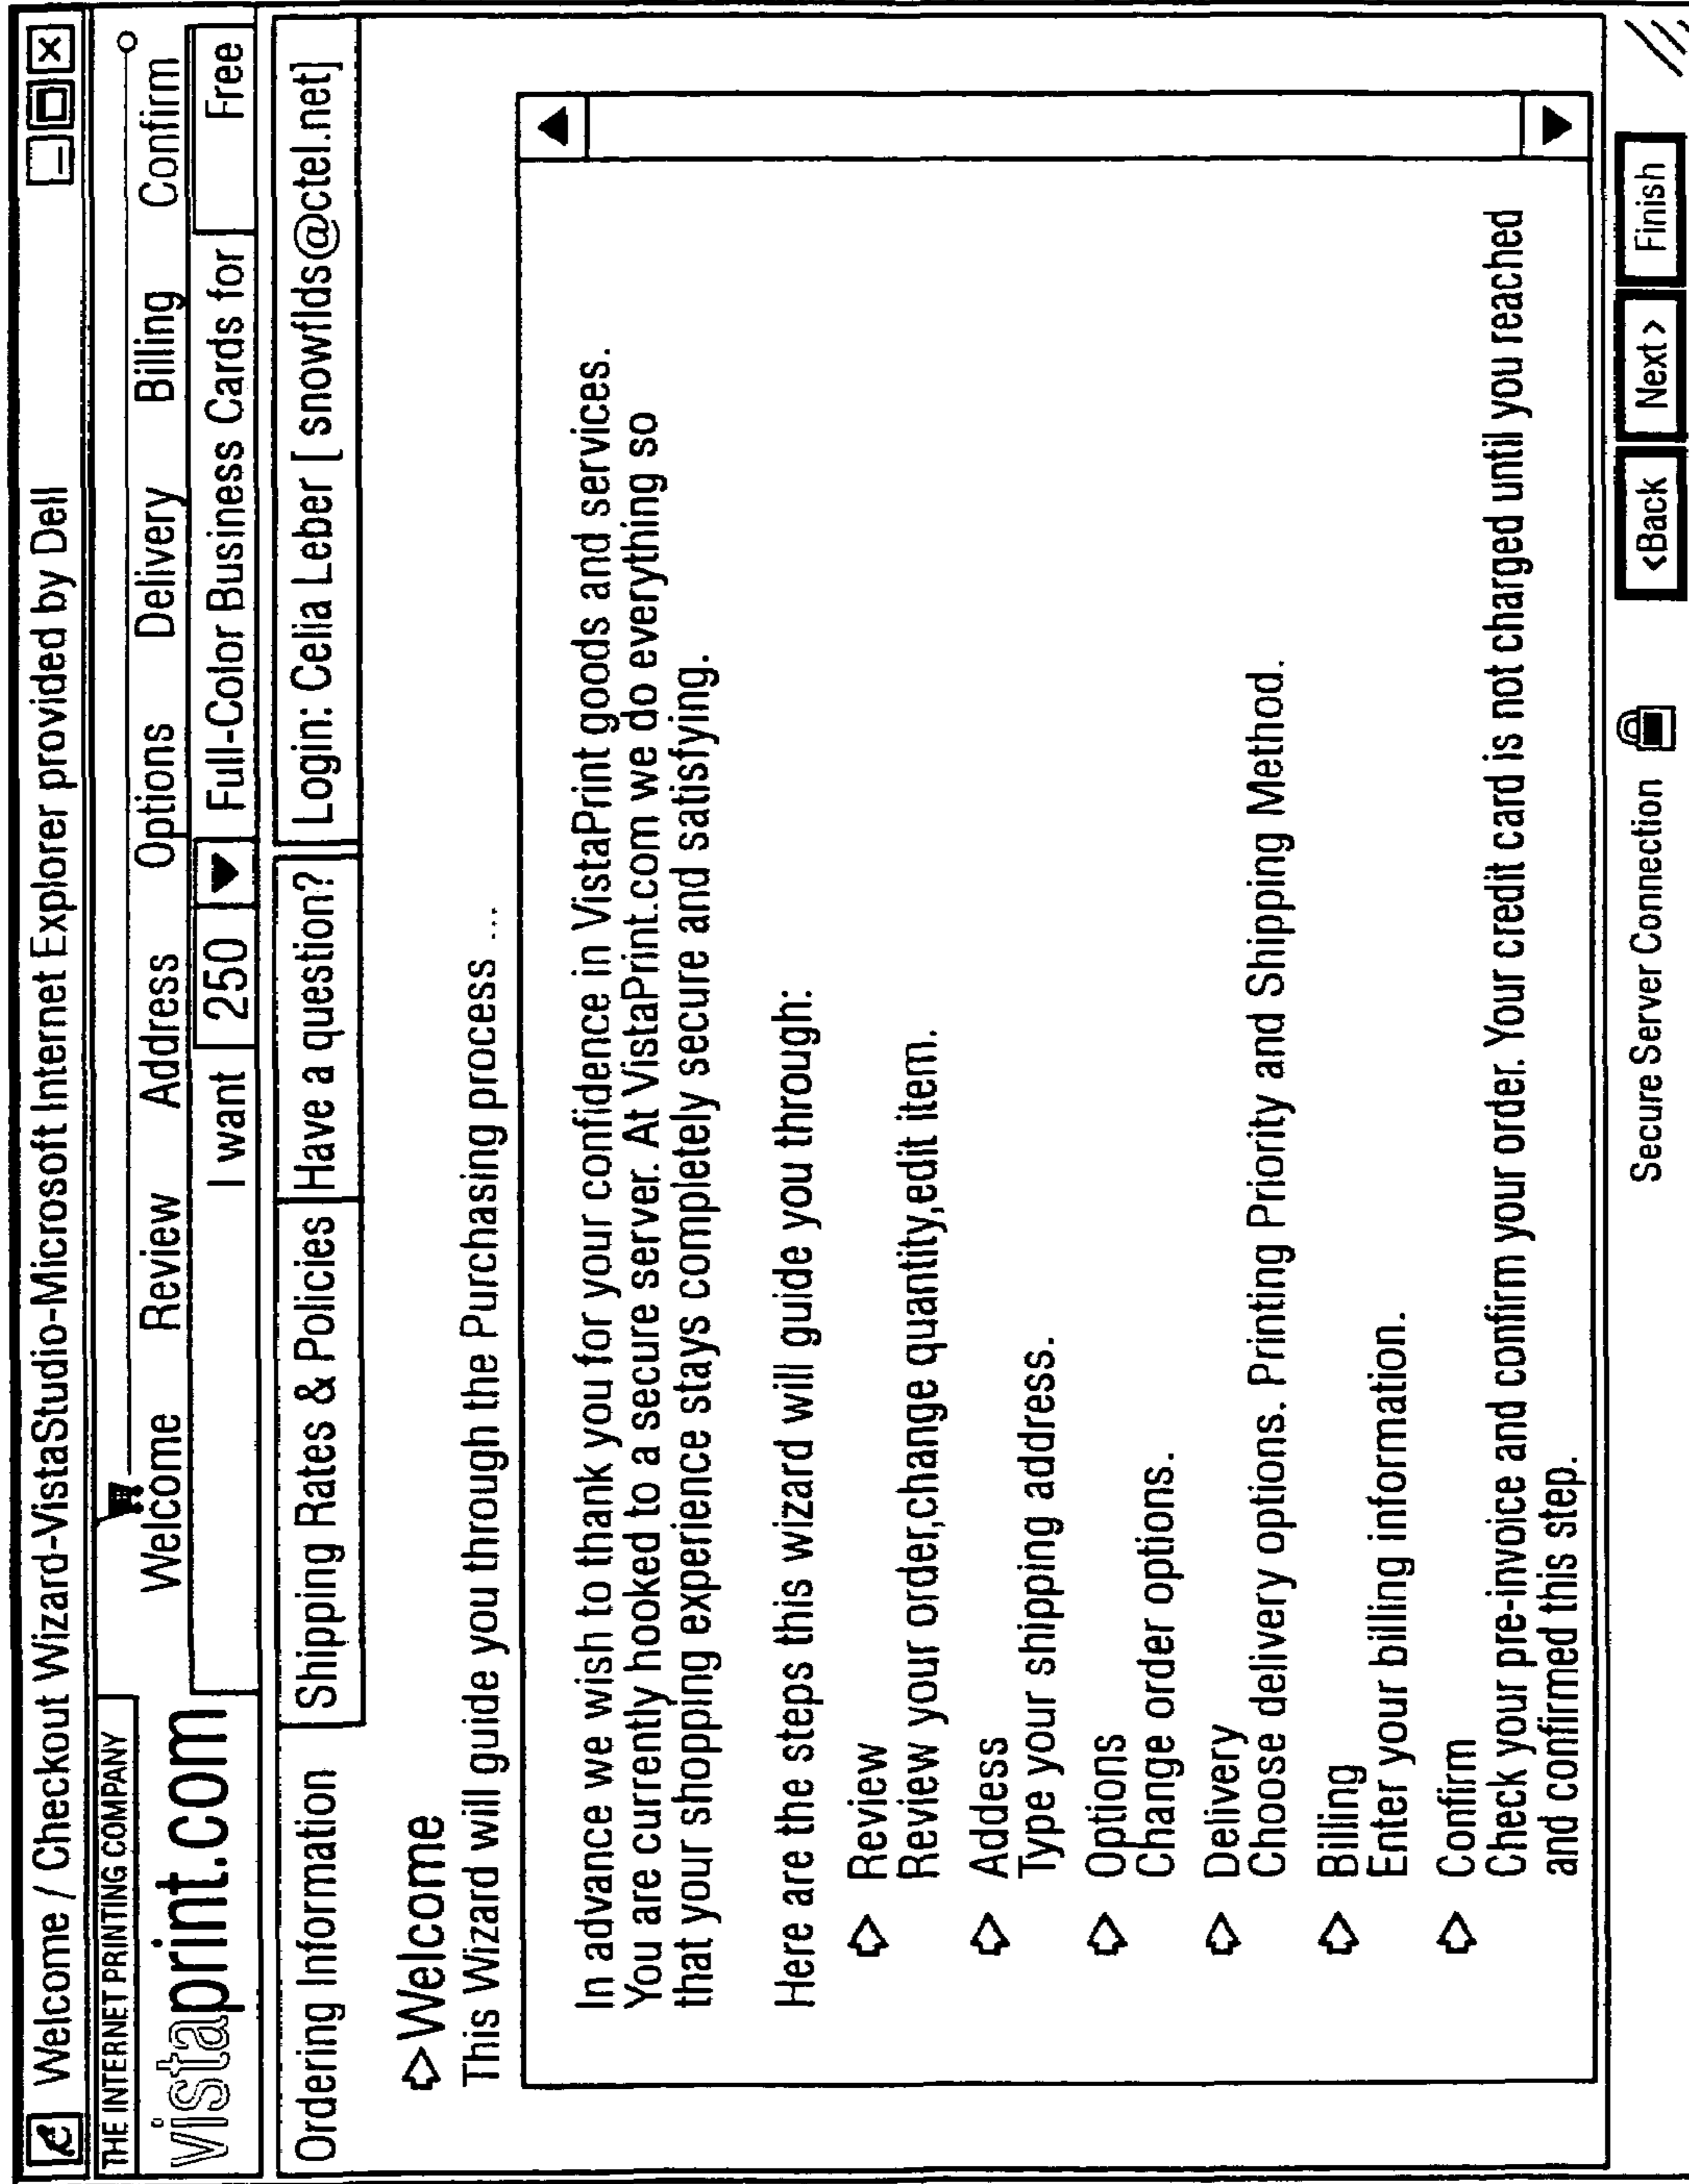 Welcome / Checkout Wizard-VistaStudio-Microsoft Internet Explorer provided by Dell
THE INTERNET PRINTING COMPANY
vistaprint.com
Welcome Review Address Options Delivery Billing Confirm
I want 250 Full-Color Business Cards for Free
Ordering Information Shipping Rates & Policies Have a question? Login: Celia Leber [ snowflds@ctel.net]
Welcome
This Wizard will guide you through the Purchasing process ...
In advance we wish to thank you for your confidence in VistaPrint goods and services.
You are currently hooked to a secure server. At VistaPrint.com we do everything so
that your shopping experience stays completely secure and satisfying.
Here are the steps this wizard will guide you through:
Review
Review your order,change quantity,edit item.
Addess
Type your shipping address.
Options
Change order options.
Delivery
Choose delivery options. Printing Priority and Shipping Method.
Billing
Enter your billing information.
Confirm
Check your pre-invoice and confirm your order. Your credit card is not charged until you reached
and confirmed this step.
Secure Server Connection <Back Next > Finish